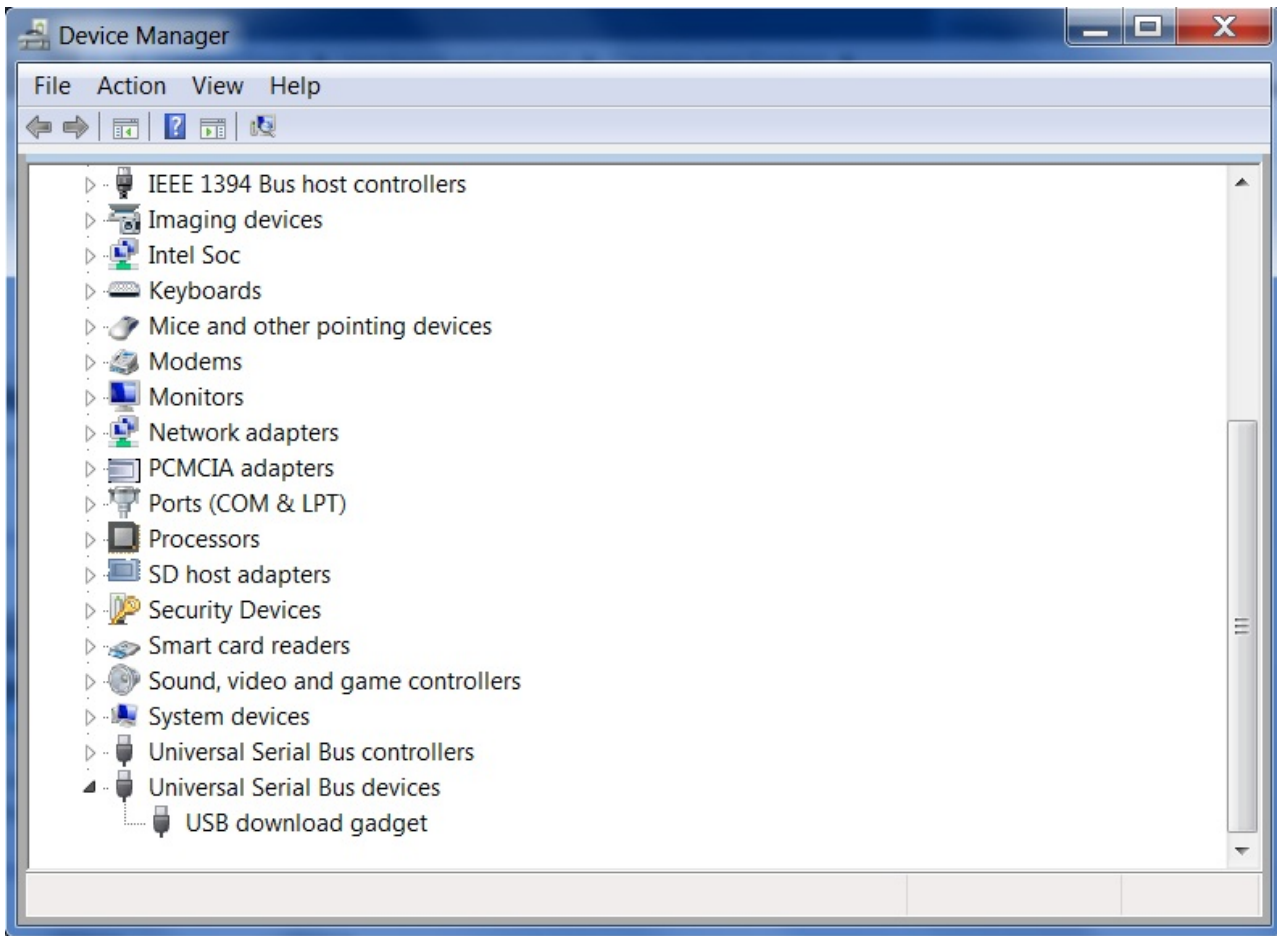 Device Manager
File Action View Help
IEEE 1394 Bus host controllers
Imaging devices
Intel Soc
Keyboards
Mice and other pointing devices
Modems
Monitors
Network adapters
PCMCIA adapters
Ports (COM & LPT)
Processors
SD host adapters
Security Devices
Smart card readers
Sound, video and game controllers
System devices
Universal Serial Bus controllers
Universal Serial Bus devices
USB download gadget